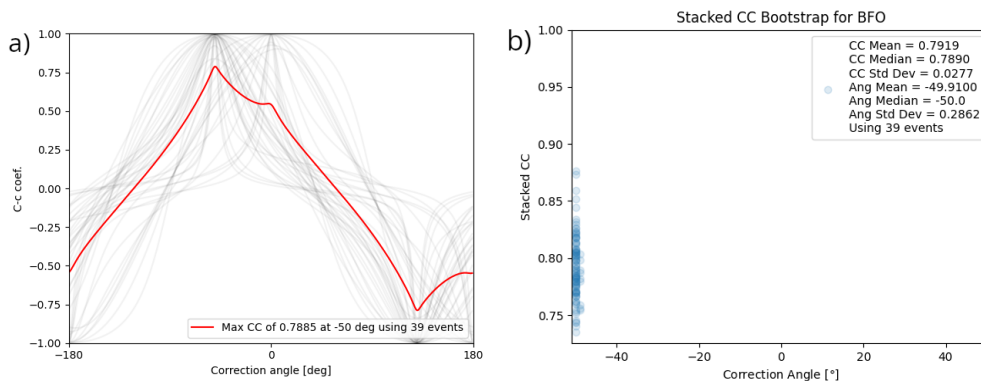 a)
1.00
0.75
0.50
0.25
0.00
−0.25
−0.50
−0.75
−1.00
C-c coef.
Max CC of 0.7885 at -50 deg using 39 events
−180
0
180
Correction angle [deg]
b)
Stacked CC Bootstrap for BFO
CC Mean = 0.7919
CC Median = 0.7890
CC Std Dev = 0.0277
Ang Mean = -49.9100
Ang Median = -50.0
Ang Std Dev = 0.2862
Using 39 events
1.00
0.95
0.90
0.85
0.80
0.75
Stacked CC
−40
−20
0
20
40
Correction Angle [°]